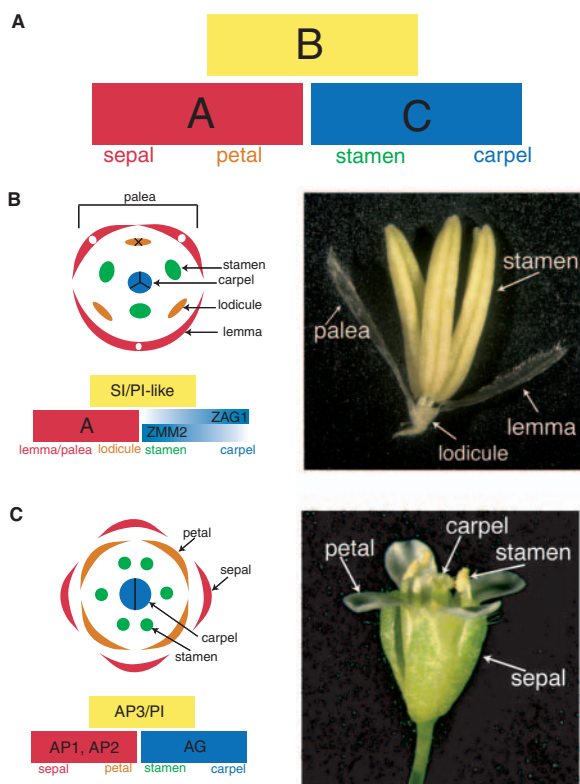 A
B
A C
sepal petal stamen carpel
B
palea
stamen
carpel
lodicule
lemma
SI/PI-like
A ZAG1
ZMM2
lemma/palea lodicule stamen carpel
stamen
palea
lemma
lodicule
C
petal
sepal
carpel
stamen
AP3/PI
AP1, AP2 AG
sepal petal stamen carpel
carpel
petal stamen
sepal